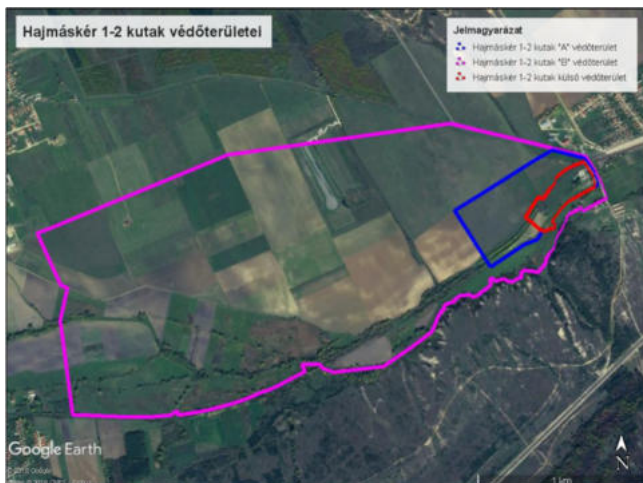 Hajmáskér 1-2 kutak védőterületei
Jelmagyarázat
Hajmáskér 1-2 kutak "A" védőterület
Hajmáskér 1-2 kutak "B" védőterület
Hajmáskér 1-2 kutak külső védőterület
Google Earth
N
1 km